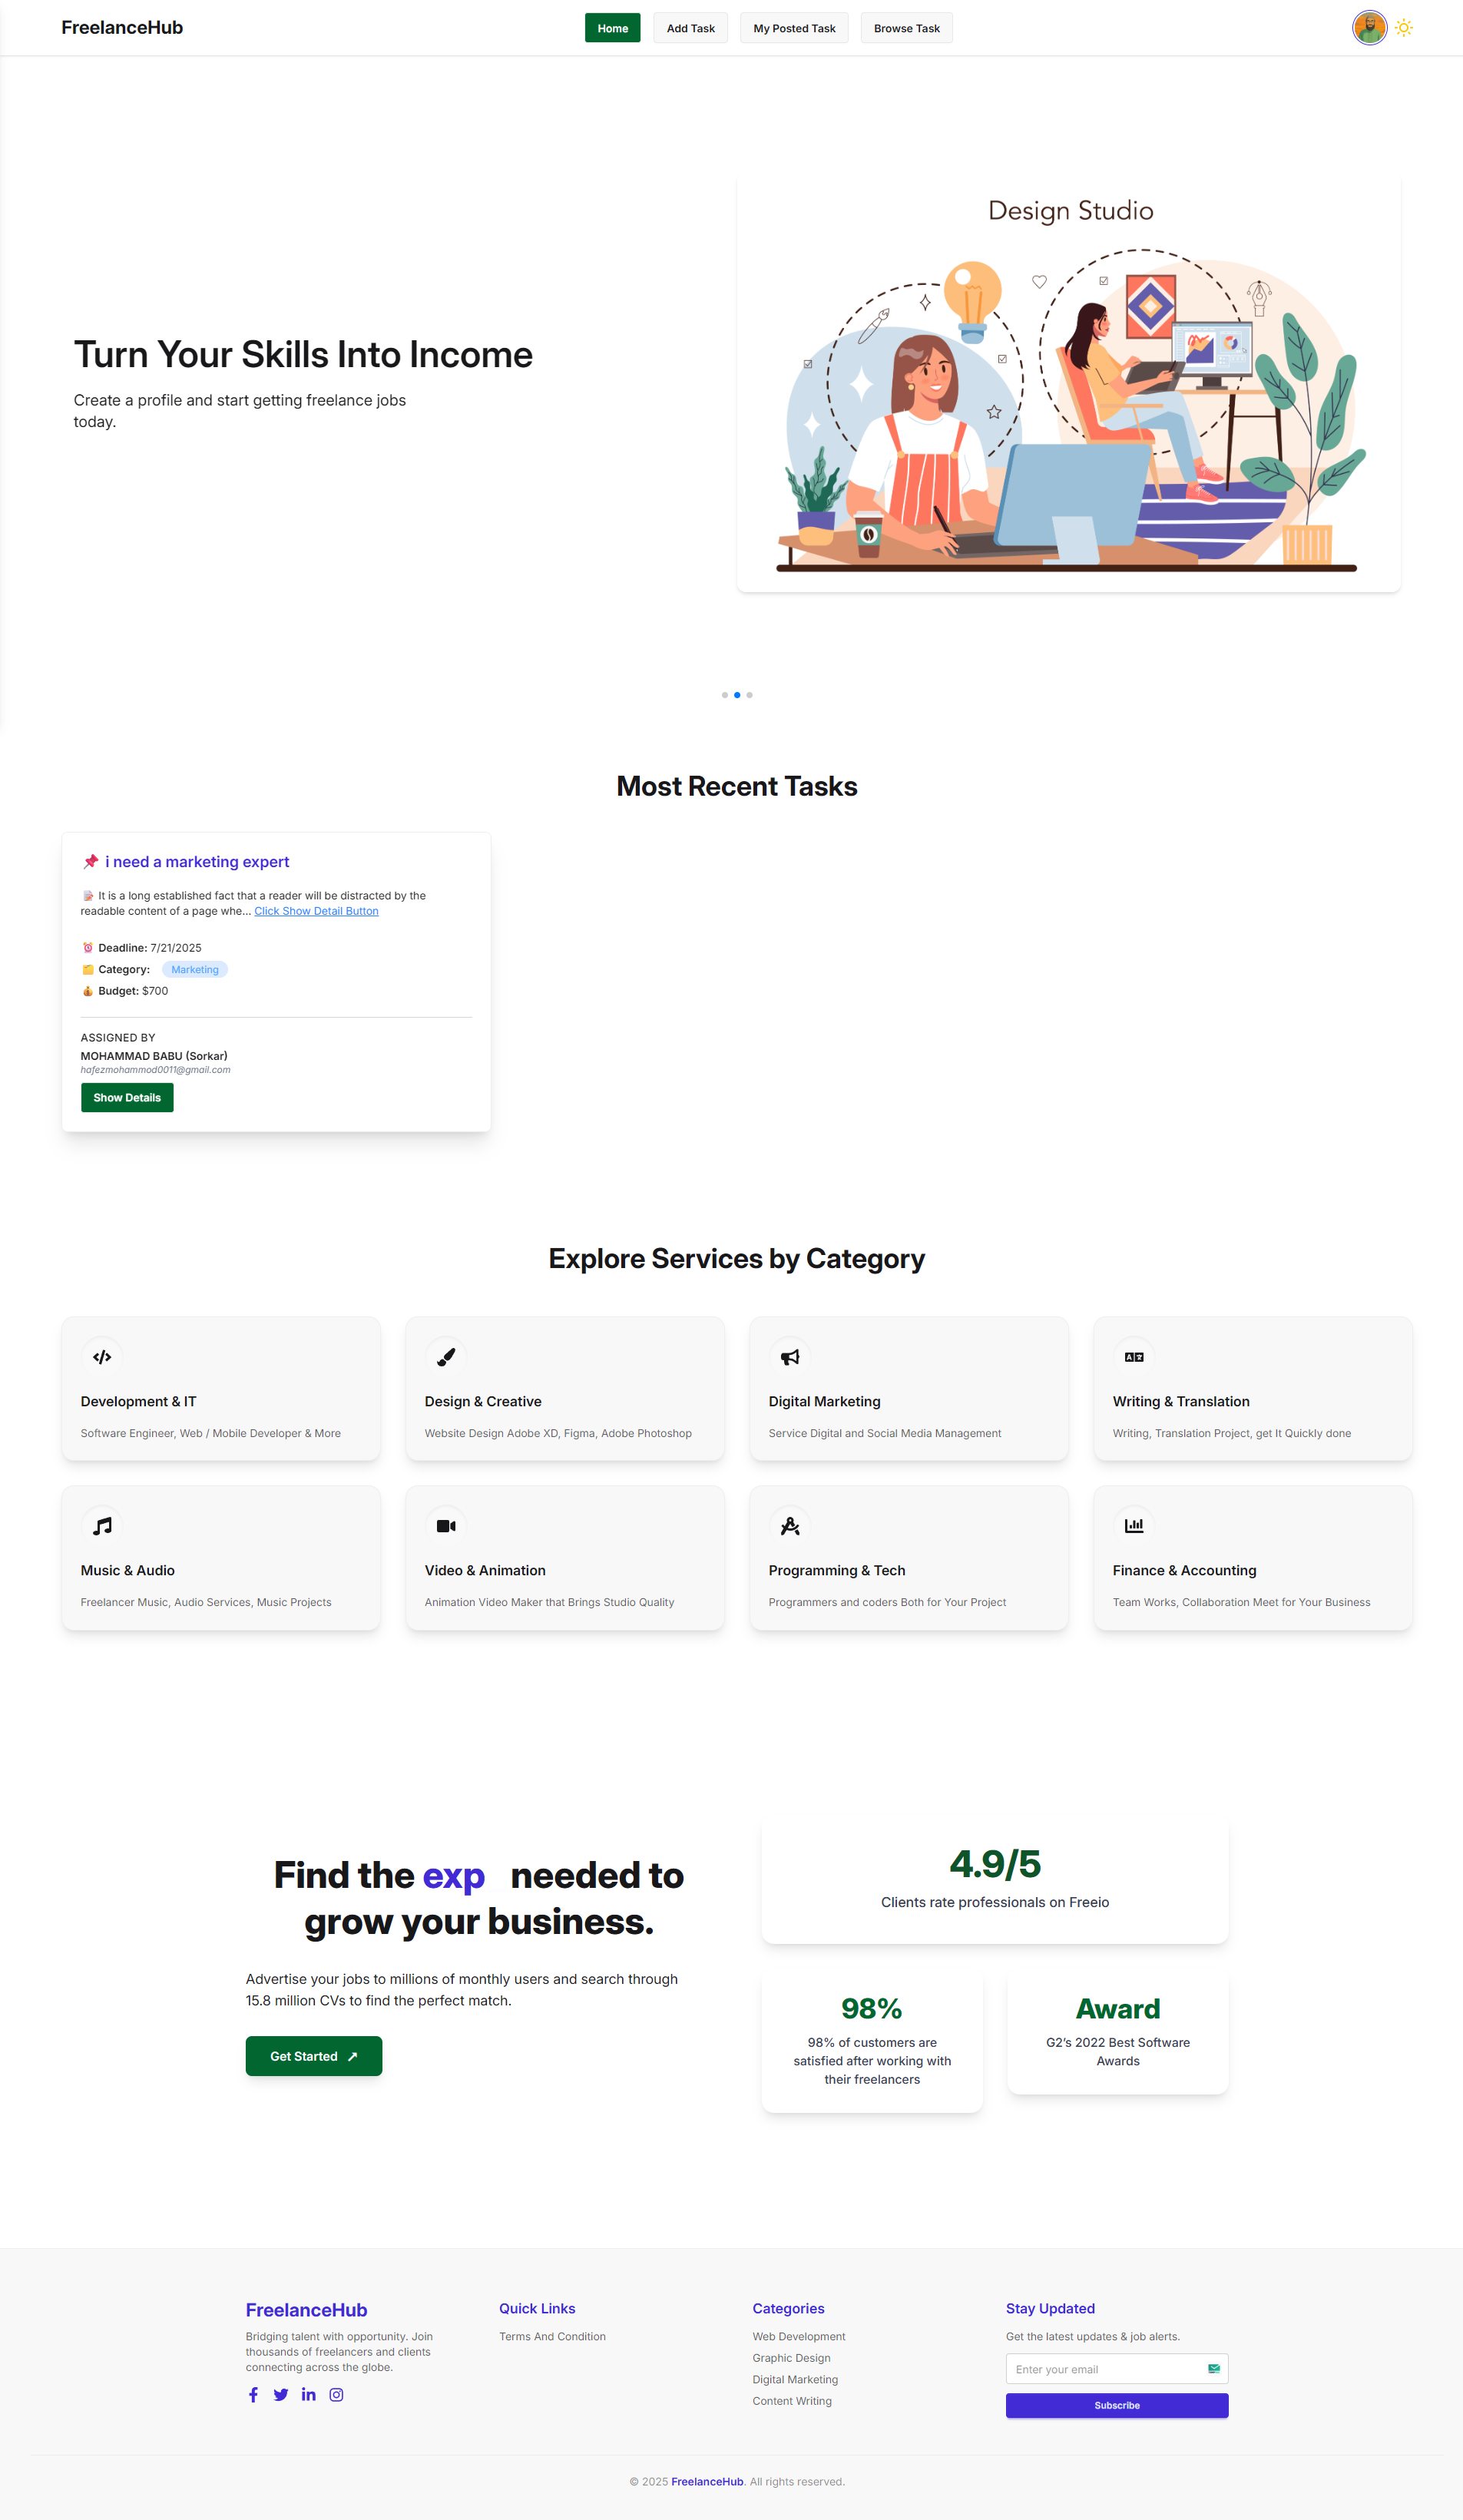 FreelanceHub
Home
Add Task
My Posted Task
Browse Task
Design Studio
Turn Your Skills Into Income
Create a profile and start getting freelance jobs
today.
Most Recent Tasks
📌 i need a marketing expert
📝 It is a long established fact that a reader will be distracted by the
readable content of a page whe... Click Show Detail Button
⏰ Deadline: 7/21/2025
🗂️ Category: Marketing
💰 Budget: $700
ASSIGNED BY
MOHAMMAD BABU (Sorkar)
hafezmohammod0011@gmail.com
Show Details
Explore Services by Category
Development & IT
Software Engineer, Web / Mobile Developer & More
Design & Creative
Website Design Adobe XD, Figma, Adobe Photoshop
Digital Marketing
Service Digital and Social Media Management
Writing & Translation
Writing, Translation Project, get It Quickly done
Music & Audio
Freelancer Music, Audio Services, Music Projects
Video & Animation
Animation Video Maker that Brings Studio Quality
Programming & Tech
Programmers and coders Both for Your Project
Finance & Accounting
Team Works, Collaboration Meet for Your Business
Find the exp needed to
grow your business.
Advertise your jobs to millions of monthly users and search through
15.8 million CVs to find the perfect match.
Get Started ↗
4.9/5
Clients rate professionals on Freeio
98%
98% of customers are
satisfied after working with
their freelancers
Award
G2’s 2022 Best Software
Awards
FreelanceHub
Bridging talent with opportunity. Join
thousands of freelancers and clients
connecting across the globe.
Quick Links
Terms And Condition
Categories
Web Development
Graphic Design
Digital Marketing
Content Writing
Stay Updated
Get the latest updates & job alerts.
Enter your email
Subscribe
© 2025 FreelanceHub. All rights reserved.